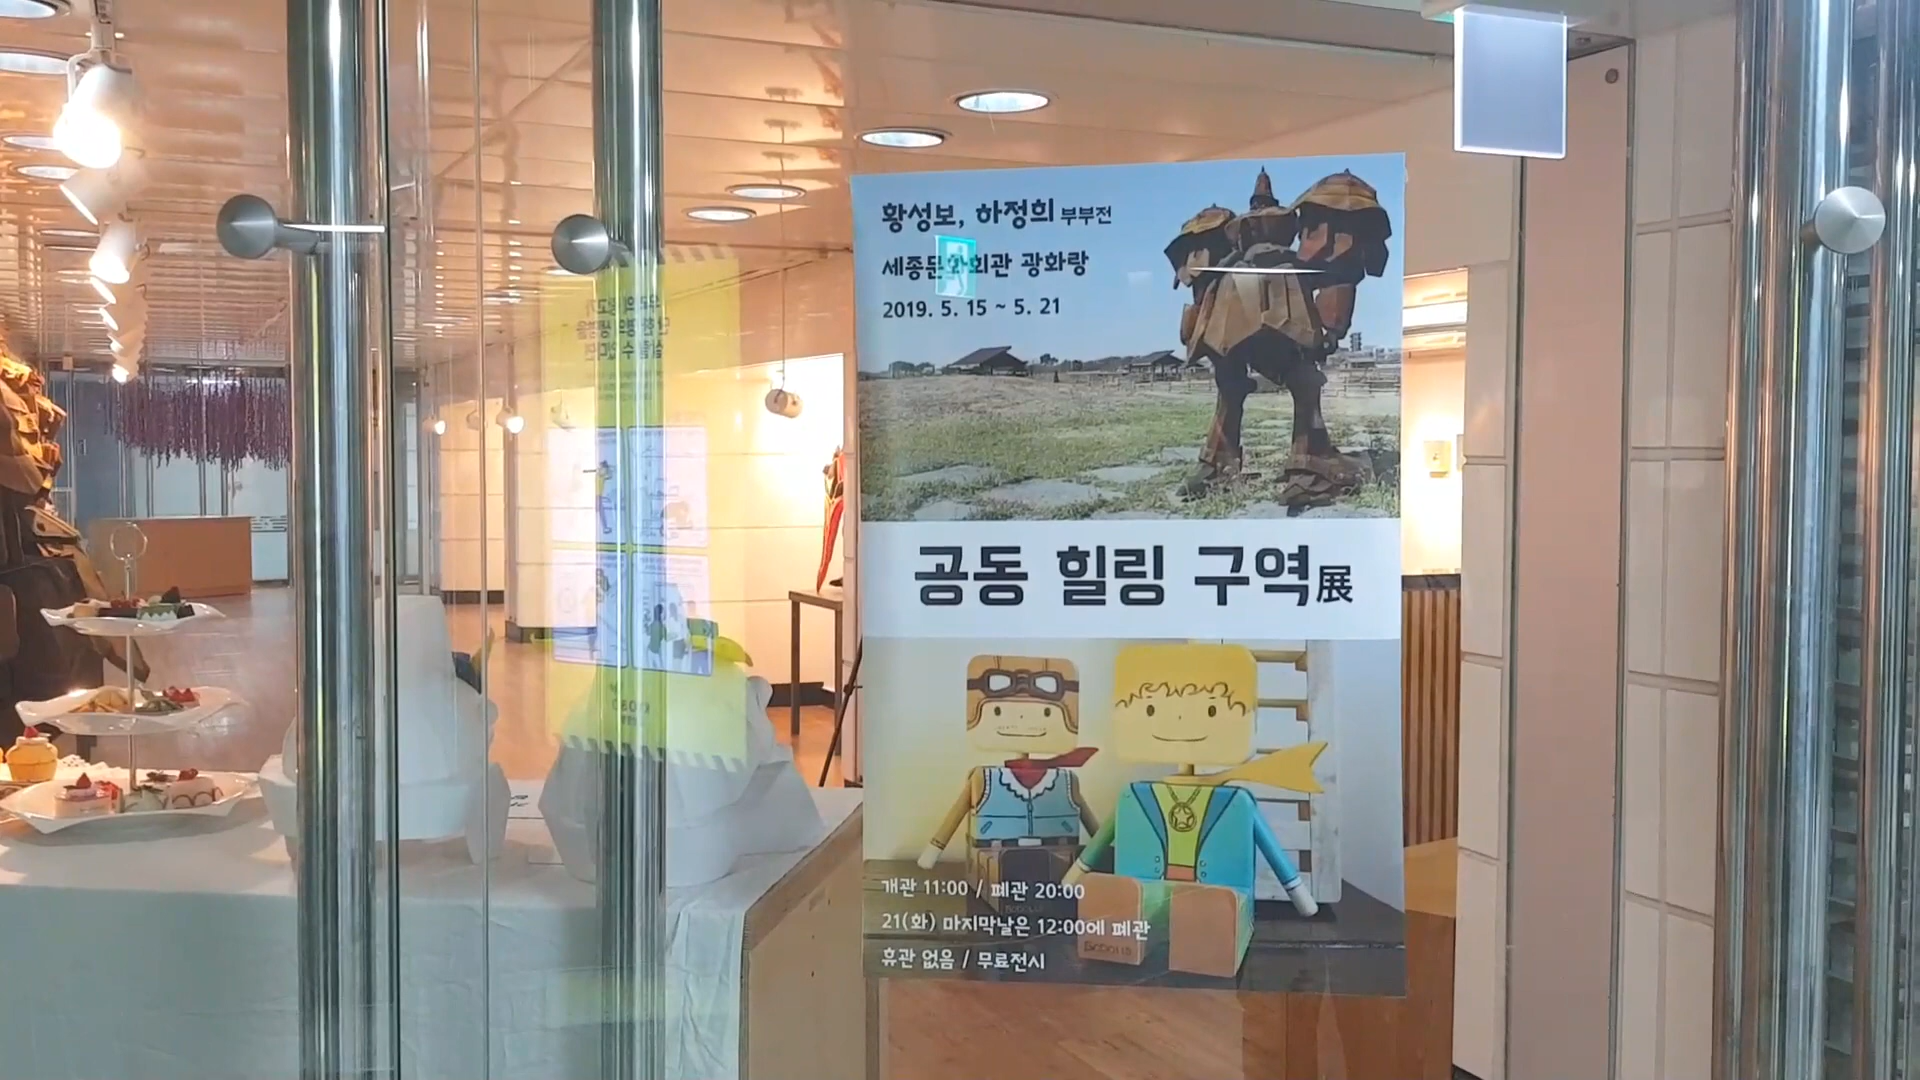 황성보, 하정희 부부전
세종문화회관 광화랑
2019. 5. 15 ~ 5. 21
공동 힐링 구역展
개관 11:00 / 폐관 20:00
21(화) 마지막날은 12:00에 폐관
휴관 없음 / 무료전시